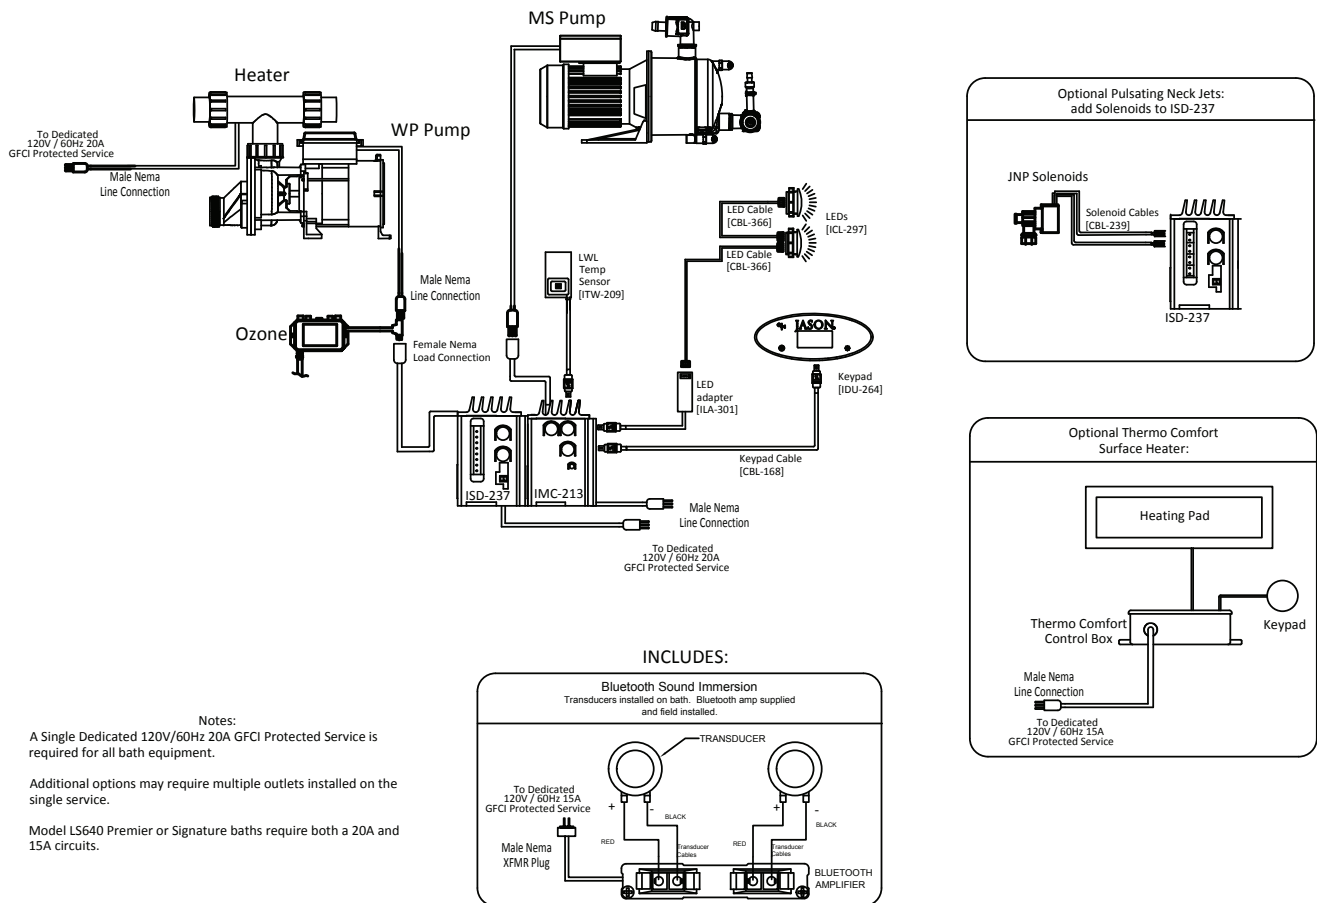 MS Pump
Heater
WP Pump
To Dedicated
120V / 60Hz 20A
GFCI Protected Service
Male Nema
Line Connection
LED Cable
[CBL-366]
LEDs
[ICL-297]
LED Cable
[CBL-366]
LWL
Temp
Sensor
[ITW-209]
Male Nema
Line Connection
Ozone
Female Nema
Load Connection
JASON
LED
adapter
[ILA-301]
Keypad
[IDU-264]
Keypad Cable
[CBL-168]
ISD-237
IMC-213
Male Nema
Line Connection
To Dedicated
120V / 60Hz 20A
GFCI Protected Service
Optional Pulsating Neck Jets:
add Solenoids to ISD-237
JNP Solenoids
Solenoid Cables
[CBL-239]
ISD-237
Optional Thermo Comfort
Surface Heater:
Heating Pad
Thermo Comfort
Control Box
Keypad
Male Nema
Line Connection
To Dedicated
120V / 60Hz 15A
GFCI Protected Service
INCLUDES:
Bluetooth Sound Immersion
Transducers installed on bath. Bluetooth amp supplied
and field installed.
TRANSDUCER
To Dedicated
120V / 60Hz 15A
GFCI Protected Service
+
-
+
-
BLACK
BLACK
RED
RED
Transducer
Cables
Transducer
Cables
Male Nema
XFMR Plug
BLUETOOTH
AMPLIFIER
Notes:
A Single Dedicated 120V/60Hz 20A GFCI Protected Service is
required for all bath equipment.
Additional options may require multiple outlets installed on the
single service.
Model LS640 Premier or Signature baths require both a 20A and
15A circuits.